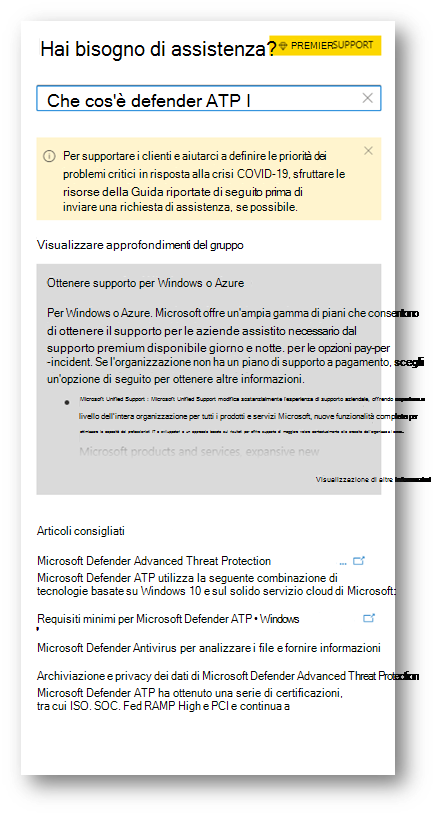 Hai bisogno di assistenza?
PREMIER SUPPORT
Che cos'è defender ATP I
Per supportare i clienti e aiutarci a definire le priorità dei
problemi critici in risposta alla crisi COVID-19, sfruttare le
risorse della Guida riportate di seguito prima di
inviare una richiesta di assistenza, se possibile.
Visualizzare approfondimenti del gruppo
Ottenere supporto per Windows o Azure
Per Windows o Azure. Microsoft offre un'ampia gamma di piani che consentono
di ottenere il supporto per le aziende assistito necessario dal
supporto premium disponibile giorno e notte. per le opzioni pay-per
-incident. Se l'organizzazione non ha un piano di supporto a pagamento, scegli
un'opzione di seguito per ottenere altre informazioni.
• Microsoft Unified Support : Microsoft Unified Support modifica sostanzialmente l'esperienza di supporto aziendale, offrendo
livello dell'intera organizzazione per tutti i prodotti e servizi Microsoft, nuove funzionalità complete per
Microsoft products and services, expansive new
Visualizzazione di altre
Articoli consigliati
Microsoft Defender Advanced Threat Protection ...
Microsoft Defender ATP utilizza la seguente combinazione di
tecnologie basate su Windows 10 e sul solido servizio cloud di Microsoft:
Requisiti minimi per Microsoft Defender ATP • Windows
Microsoft Defender Antivirus per analizzare i file e fornire informazioni
Archiviazione e privacy dei dati di Microsoft Defender Advanced Threat Protection
Microsoft Defender ATP ha ottenuto una serie di certificazioni,
tra cui ISO. SOC. Fed RAMP High e PCI e continua a